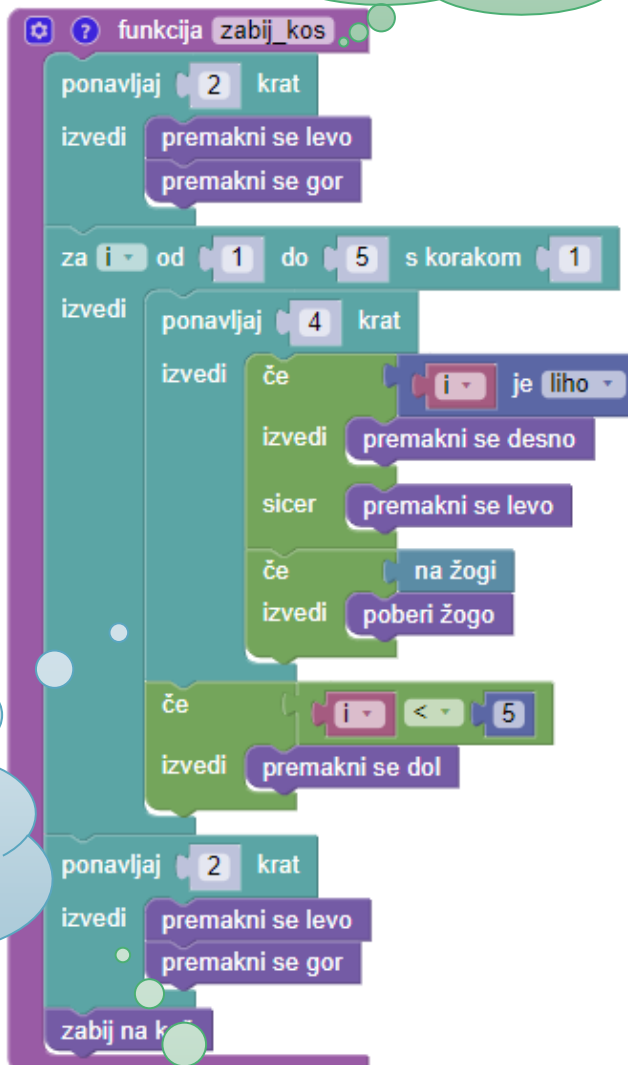 ? funkcija zabij_kos
ponavljaj 2 krat
izvedi premakni se levo
premakni se gor
za i od 1 do 5 s korakom 1
izvedi ponavljaj 4 krat
izvedi če i je liho
izvedi premakni se desno
sicer premakni se levo
če na žogi
izvedi poberi žogo
če i < 5
izvedi premakni se dol
ponavljaj 2 krat
izvedi premakni se levo
premakni se gor
zabij na